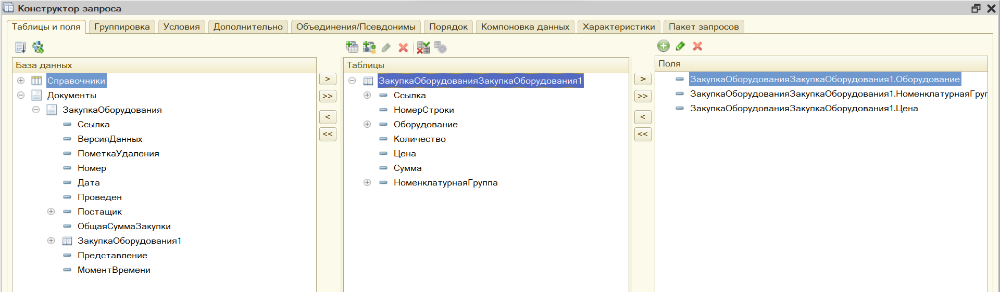 Конструктор запроса
Таблицы и поля Группировка Условия Дополнительно Объединения/Псевдонимы Порядок Компоновка данных Характеристики Пакет запросов
База данных
Справочники
Документы
ЗакупкаОборудования
Ссылка
ВерсияДанных
ПометкаУдаления
Номер
Дата
Проведен
Постащик
ОбщаяСуммаЗакупки
ЗакупкаОборудования1
Представление
МоментВремени
>
>>
<
<<
Таблицы
ЗакупкаОборудованияЗакупкаОборудования1
Ссылка
НомерСтроки
Оборудование
Количество
Цена
Сумма
НоменклатурнаяГруппа
>
>>
<
<<
Поля
ЗакупкаОборудованияЗакупкаОборудования1.Оборудование
ЗакупкаОборудованияЗакупкаОборудования1.НоменклатурнаяГруг
ЗакупкаОборудованияЗакупкаОборудования1.Цена